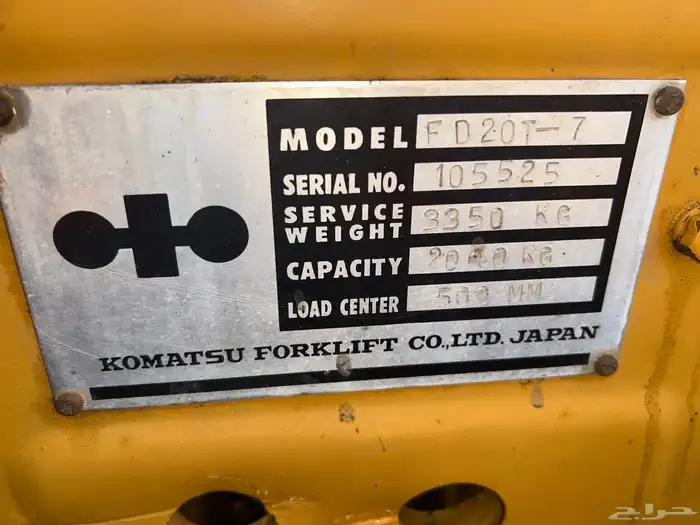 MODEL FD20T-7
SERIAL NO. 105525
SERVICE WEIGHT 3350 KG
CAPACITY 2040 KG
LOAD CENTER 500 MM
KOMATSU FORKLIFT CO.,LTD. JAPAN
حراج